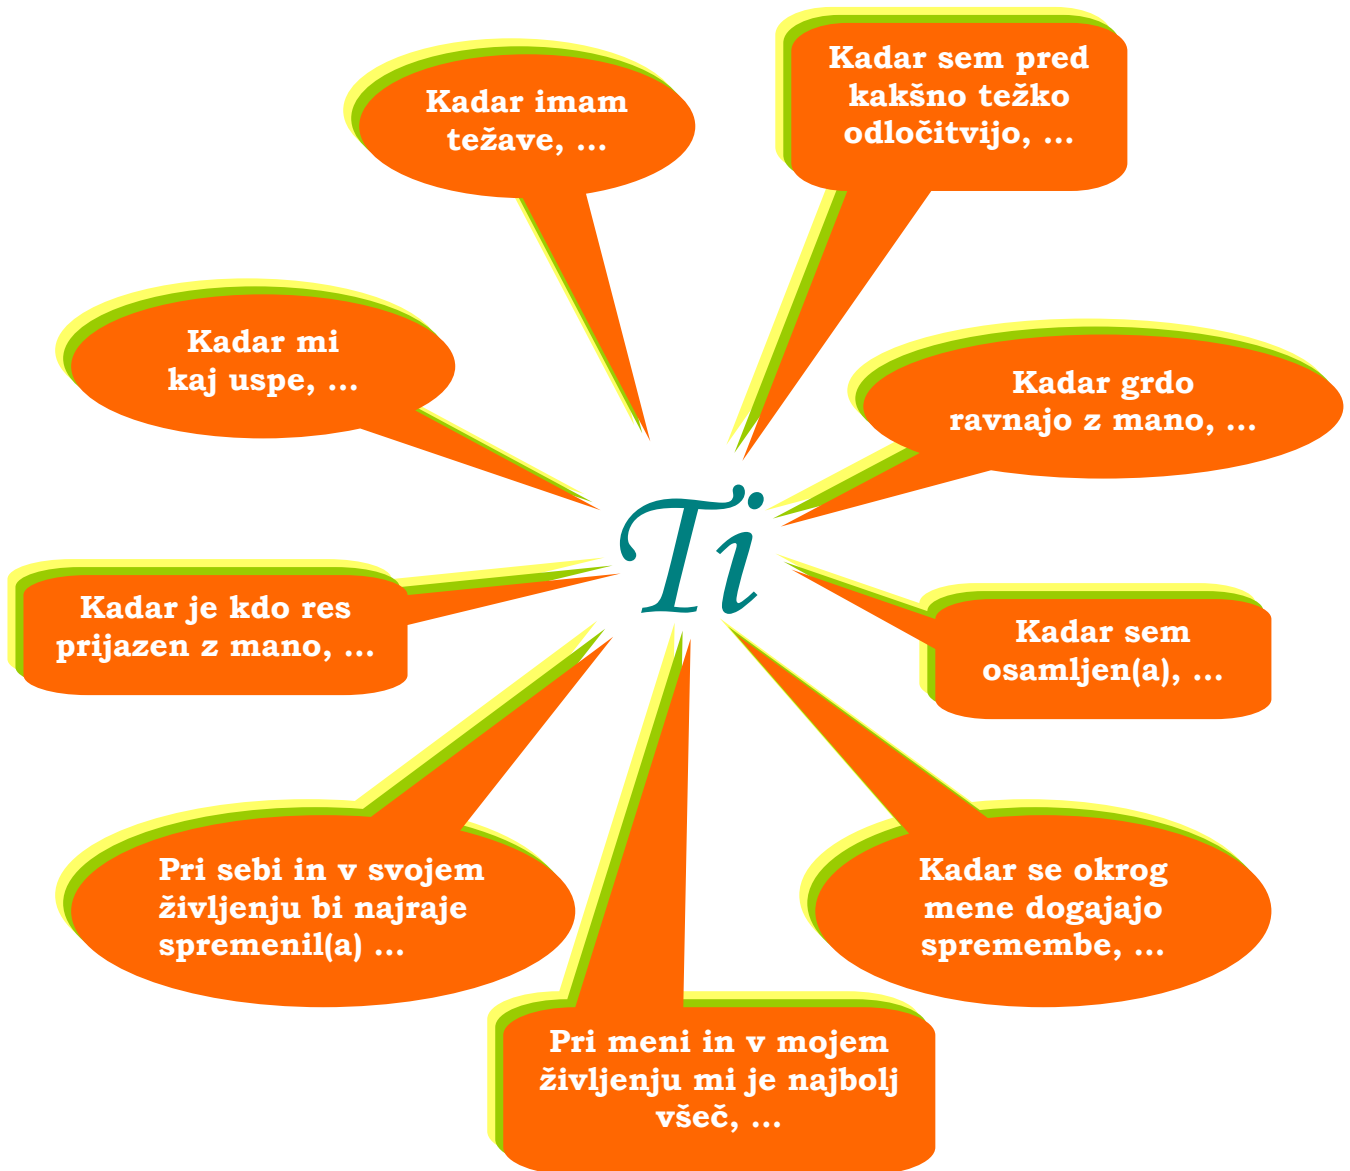 Kadar sem pred
kakšno težko
odločitvijo, ...
Kadar imam
težave, ...
Kadar mi
kaj uspe, ...
Kadar grdo
ravnajo z mano, ...
Ti
Kadar je kdo res
prijazen z mano, ...
Kadar sem
osamljen(a), ...
Pri sebi in v svojem
življenju bi najraje
spremenil(a) ...
Kadar se okrog
mene dogajajo
spremembe, ...
Pri meni in v mojem
življenju mi je najbolj
všeč, ...